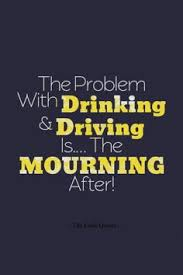 The Problem
With Drinking
& Driving
Is.... The
MOURNING
After!